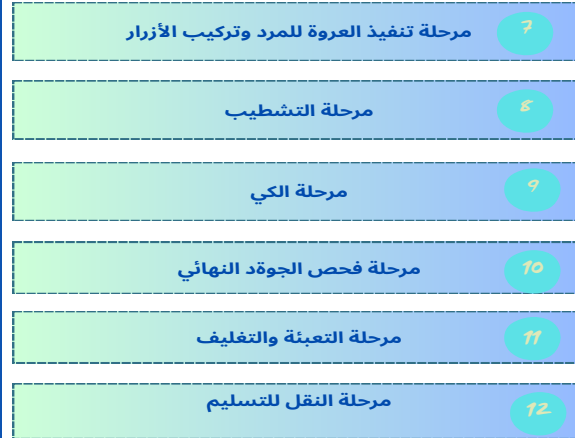 7 مرحلة تنفيذ العروة للمرد وتركيب الأزرار
8 مرحلة التشطيب
9 مرحلة الكي
10 مرحلة فحص الجوةد النهائي
11 مرحلة التعبئة والتغليف
12 مرحلة النقل للتسليم